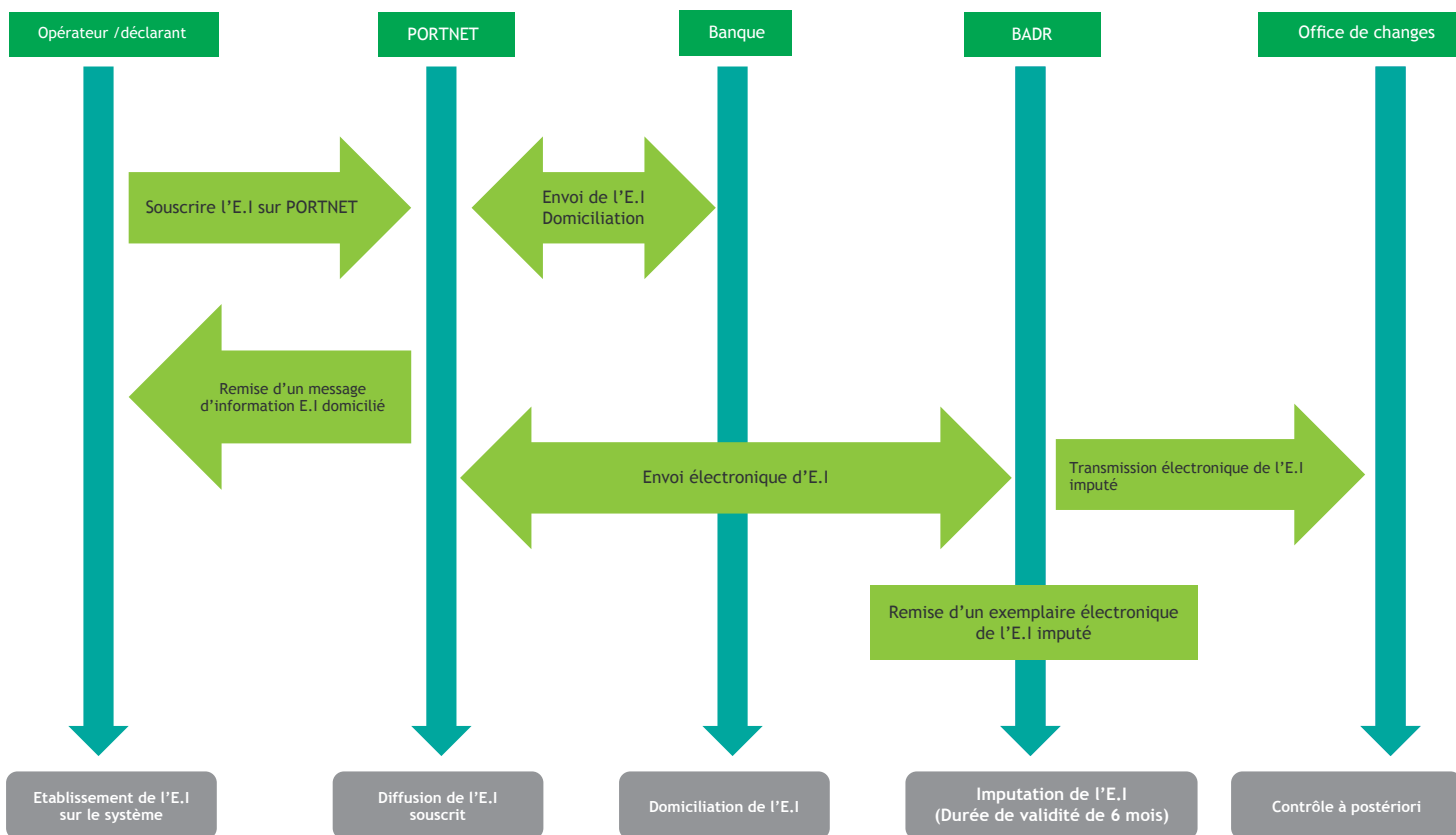 Opérateur /déclarant
PORTNET
Banque
BADR
Office de changes
Souscrire l’E.I sur PORTNET
Envoi de l’E.I
Domiciliation
Remise d’un message
d’information E.I domicilié
Envoi électronique d’E.I
Transmission électronique de l’E.I
imputé
Remise d’un exemplaire électronique
de l’E.I imputé
Etablissement de l’E.I
sur le système
Diffusion de l’E.I
souscrit
Domiciliation de l’E.I
Imputation de l’E.I
(Durée de validité de 6 mois)
Contrôle à postériori